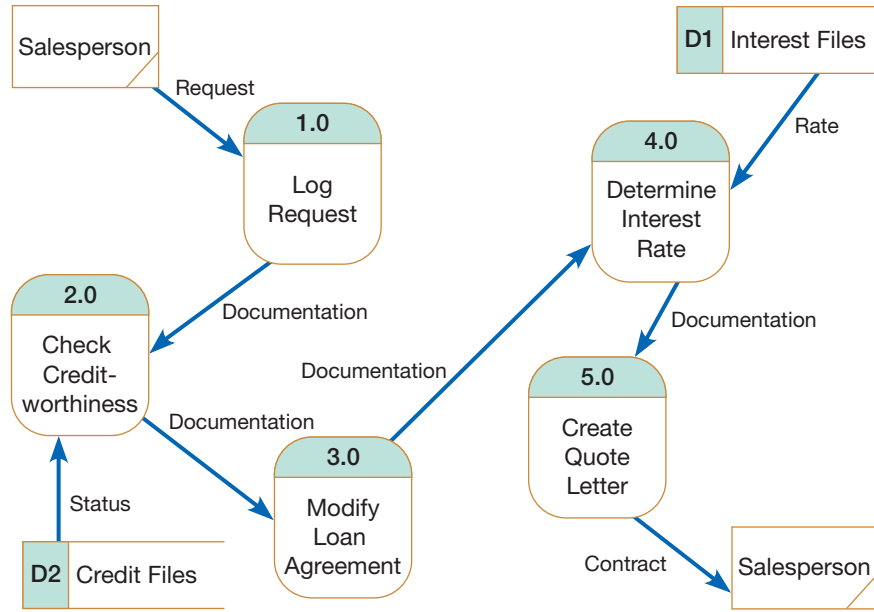 Salesperson
D1 Interest Files
Request
1.0
Log
Request
Rate
4.0
Determine
Interest
Rate
2.0
Check
Credit-
worthiness
Documentation
Documentation
Documentation
Documentation
5.0
Create
Quote
Letter
3.0
Modify
Loan
Agreement
Status
D2 Credit Files
Contract
Salesperson